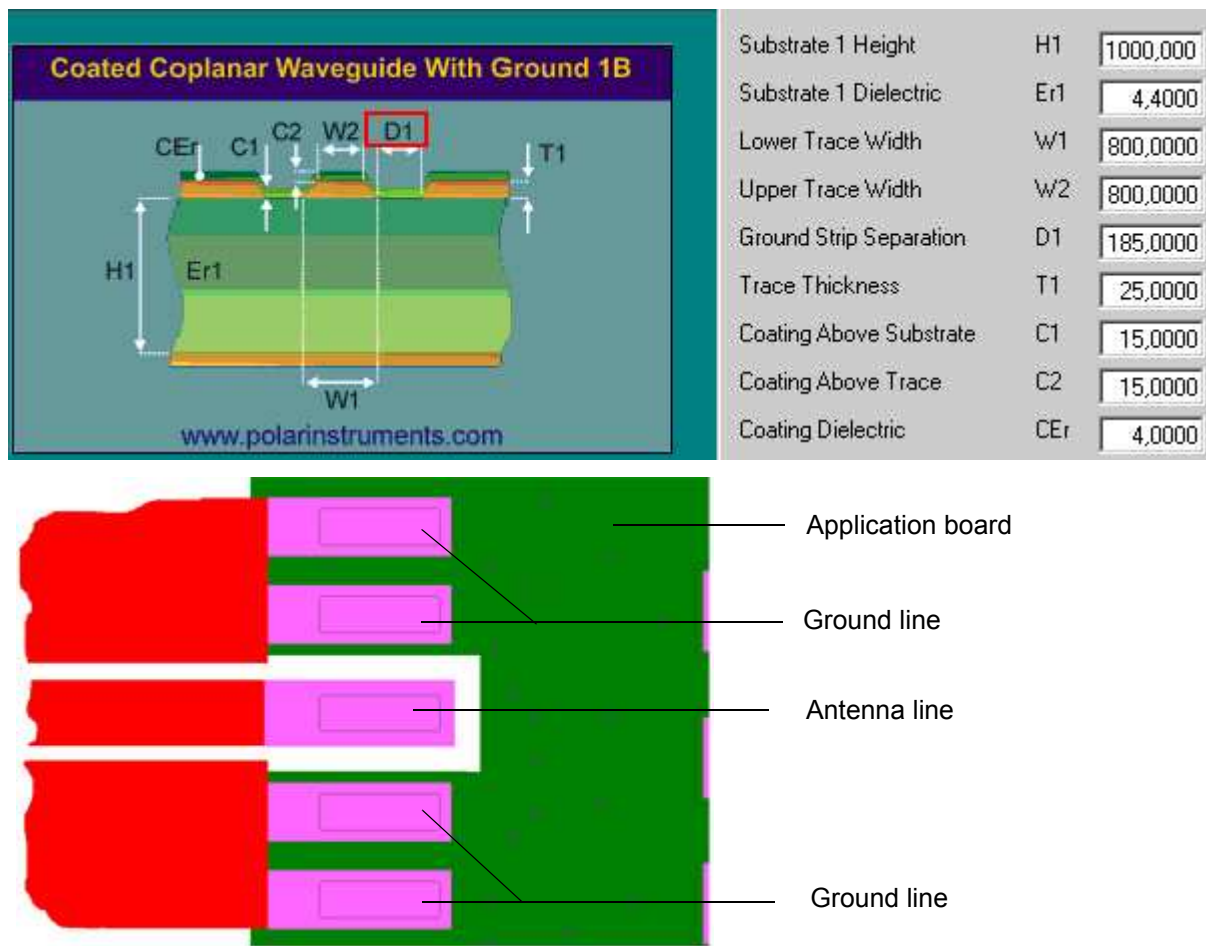 Coated Coplanar Waveguide With Ground 1B
CEr C1 C2 W2 D1 T1
H1 Er1
W1
www.polarinstruments.com
Substrate 1 Height H1 1000,000
Substrate 1 Dielectric Er1 4,4000
Lower Trace Width W1 800,0000
Upper Trace Width W2 800,0000
Ground Strip Separation D1 185,0000
Trace Thickness T1 25,0000
Coating Above Substrate C1 15,0000
Coating Above Trace C2 15,0000
Coating Dielectric CEr 4,0000
Application board
Ground line
Antenna line
Ground line